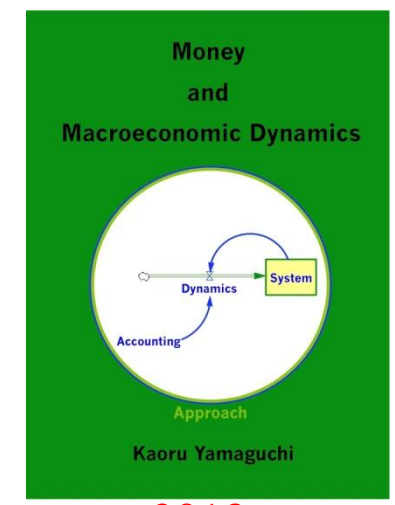 Money
and
Macroeconomic Dynamics
System
Dynamics
Accounting
Approach
Kaoru Yamaguchi